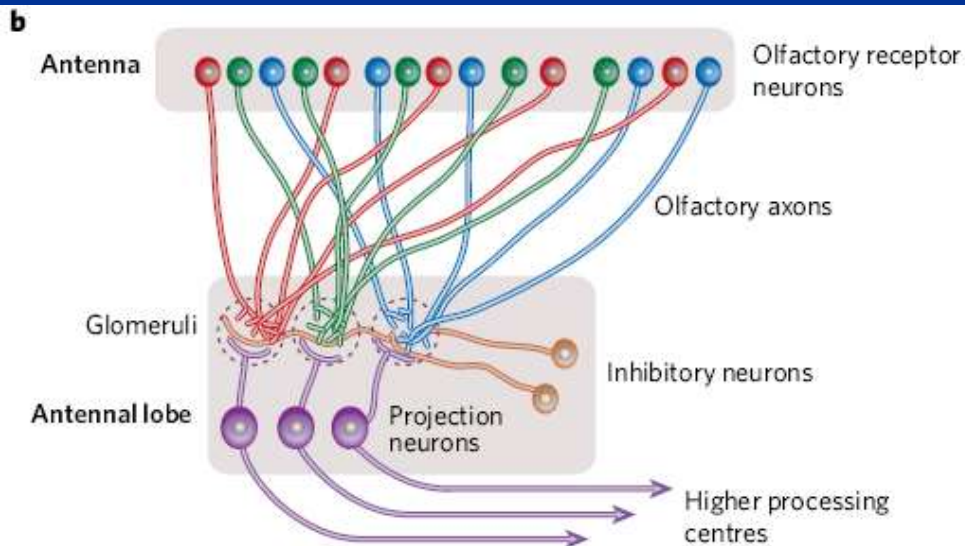 b
Antenna
Olfactory receptor
neurons
Olfactory axons
Glomeruli
Inhibitory neurons
Antennal lobe
Projection
neurons
Higher processing
centres